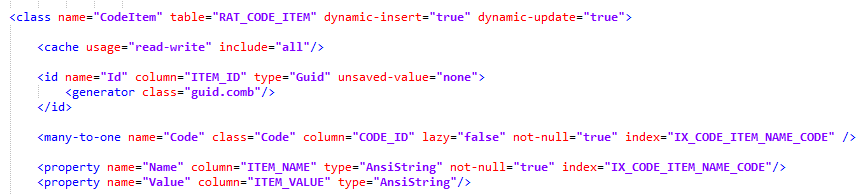 <class name="CodeItem" table="RAT_CODE_ITEM" dynamic-insert="true" dynamic-update="true">
<cache usage="read-write" include="all"/>
<id name="Id" column="ITEM_ID" type="Guid" unsaved-value="none">
<generator class="guid.comb"/>
</id>
<many-to-one name="Code" class="Code" column="CODE_ID" lazy="false" not-null="true" index="IX_CODE_ITEM_NAME_CODE" />
<property name="Name" column="ITEM_NAME" type="AnsiString" not-null="true" index="IX_CODE_ITEM_NAME_CODE"/>
<property name="Value" column="ITEM_VALUE" type="AnsiString"/>